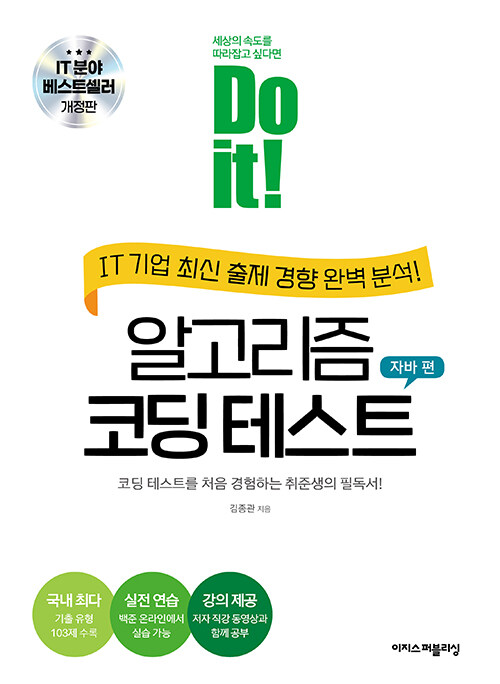 세상의 속도를
따라잡고 싶다면
Do
it!
IT 분야
베스트셀러
개정판
IT 기업 최신 출제 경향 완벽 분석!
알고리즘
자바 편
코딩 테스트
코딩 테스트를 처음 경험하는 취준생의 필독서!
김종관 지음
국내 최다
기출 유형
103제 수록
실전 연습
백준 온라인에서
실습 가능
강의 제공
저자 직강 동영상과
함께 공부
이지스 퍼블리싱